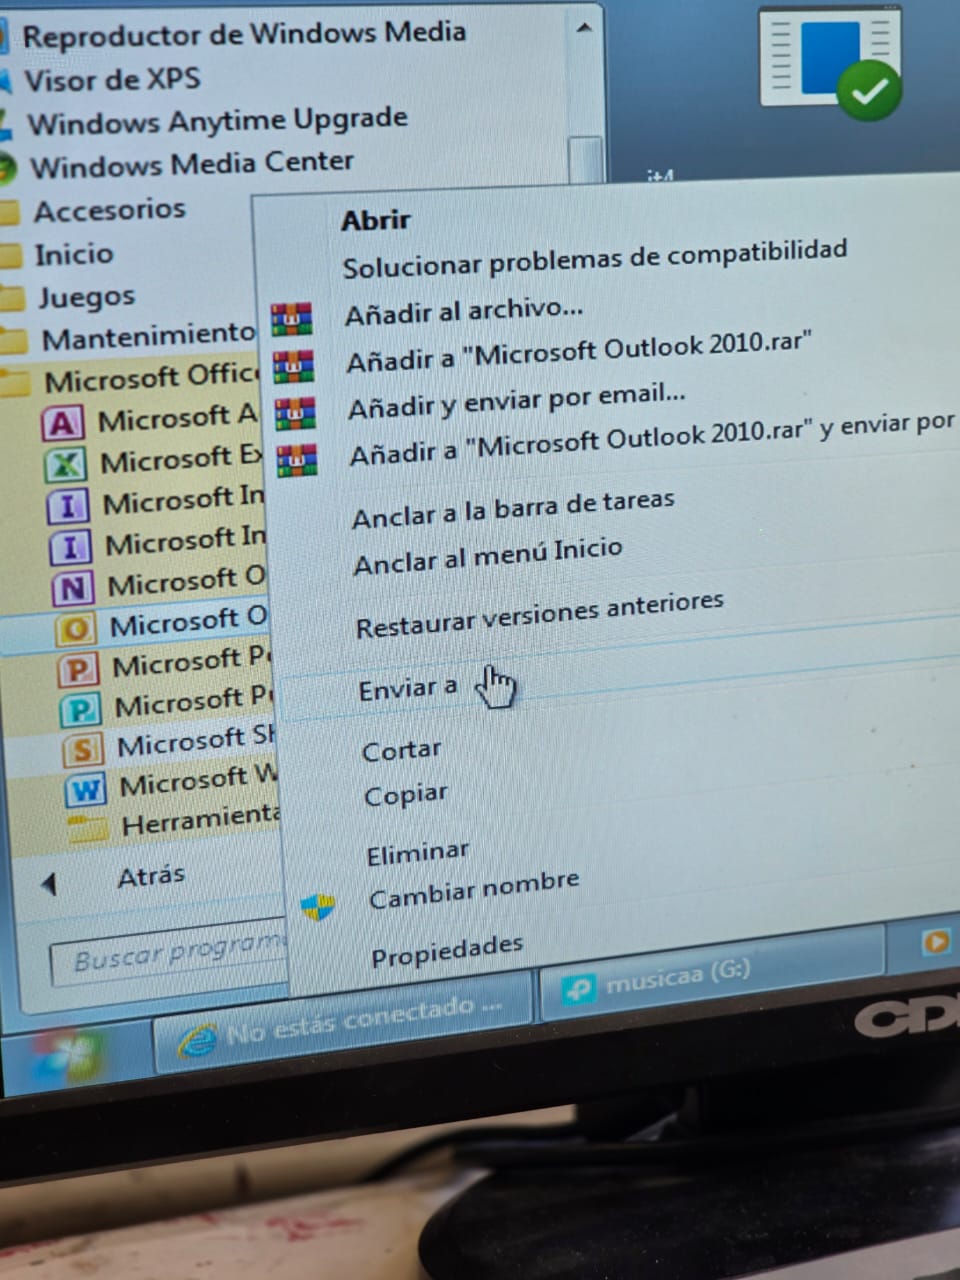 Reproductor de Windows Media
Visor de XPS
Windows Anytime Upgrade
Windows Media Center
Accesorios
Inicio
Juegos
Mantenimiento
Microsoft Offic
Microsoft A
Microsoft Ex
Microsoft In
Microsoft In
Microsoft O
Microsoft O
Microsoft P
Microsoft P
Microsoft Sh
Microsoft W
Herramienta
Atrás
Buscar program
Abrir
Solucionar problemas de compatibilidad
Añadir al archivo...
Añadir a "Microsoft Outlook 2010.rar"
Añadir y enviar por email...
Añadir a "Microsoft Outlook 2010.rar" y enviar por
Anclar a la barra de tareas
Anclar al menú Inicio
Restaurar versiones anteriores
Enviar a
Cortar
Copiar
Eliminar
Cambiar nombre
Propiedades
No estás conectado ...
musicaa (G:)